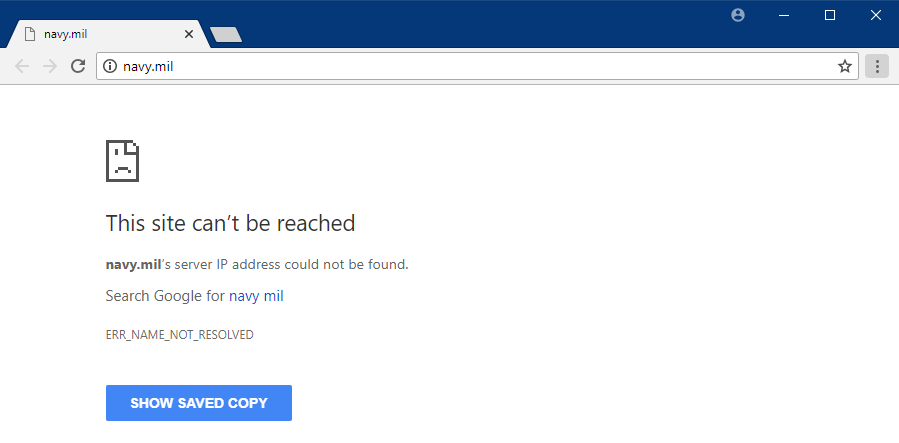 navy.mil
navy.mil
This site can't be reached
navy.mil's server IP address could not be found.
Search Google for navy mil
ERR_NAME_NOT_RESOLVED
SHOW SAVED COPY